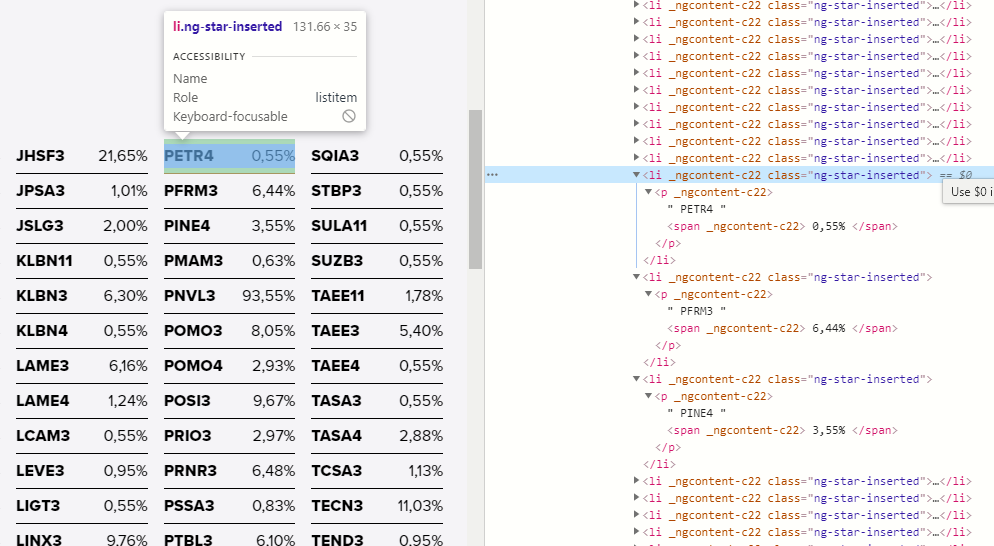 li.ng-star-inserted 131.66 × 35
ACCESSIBILITY
Name
Role listitem
Keyboard-focusable
JHSF3 21,65% PETR4 0,55% SQIA3 0,55%
JPSA3 1,01% PFRM3 6,44% STBP3 0,55%
JSLG3 2,00% PINE4 3,55% SULA11 0,55%
KLBN11 0,55% PMAM3 0,63% SUZB3 0,55%
KLBN3 6,30% PNVL3 93,55% TAEE11 1,78%
KLBN4 0,55% POMO3 8,05% TAEE3 5,40%
LAME3 6,16% POMO4 2,93% TAEE4 0,55%
LAME4 1,24% POSI3 9,67% TASA3 0,55%
LCAM3 0,55% PRIO3 2,97% TASA4 2,88%
LEVE3 0,95% PRNR3 6,48% TCSA3 1,13%
LIGT3 0,55% PSSA3 0,83% TECN3 11,03%
LINX3 9,76% PTBL3 6,10% TEND3 0,95%
<li _ngcontent-c22 class="ng-star-inserted">…</li>
<li _ngcontent-c22 class="ng-star-inserted">…</li>
<li _ngcontent-c22 class="ng-star-inserted">…</li>
<li _ngcontent-c22 class="ng-star-inserted">…</li>
<li _ngcontent-c22 class="ng-star-inserted">…</li>
<li _ngcontent-c22 class="ng-star-inserted">…</li>
<li _ngcontent-c22 class="ng-star-inserted">…</li>
<li _ngcontent-c22 class="ng-star-inserted">…</li>
<li _ngcontent-c22 class="ng-star-inserted">…</li>
<li _ngcontent-c22 class="ng-star-inserted">…</li>
<li _ngcontent-c22 class="ng-star-inserted"> == $0
Use $0 i
<p _ngcontent-c22>
" PETR4 "
<span _ngcontent-c22> 0,55% </span>
</p>
</li>
<li _ngcontent-c22 class="ng-star-inserted">
<p _ngcontent-c22>
" PFRM3 "
<span _ngcontent-c22> 6,44% </span>
</p>
</li>
<li _ngcontent-c22 class="ng-star-inserted">
<p _ngcontent-c22>
" PINE4 "
<span _ngcontent-c22> 3,55% </span>
</p>
</li>
<li _ngcontent-c22 class="ng-star-inserted">…</li>
<li _ngcontent-c22 class="ng-star-inserted">…</li>
<li _ngcontent-c22 class="ng-star-inserted">…</li>
<li _ngcontent-c22 class="ng-star-inserted">…</li>